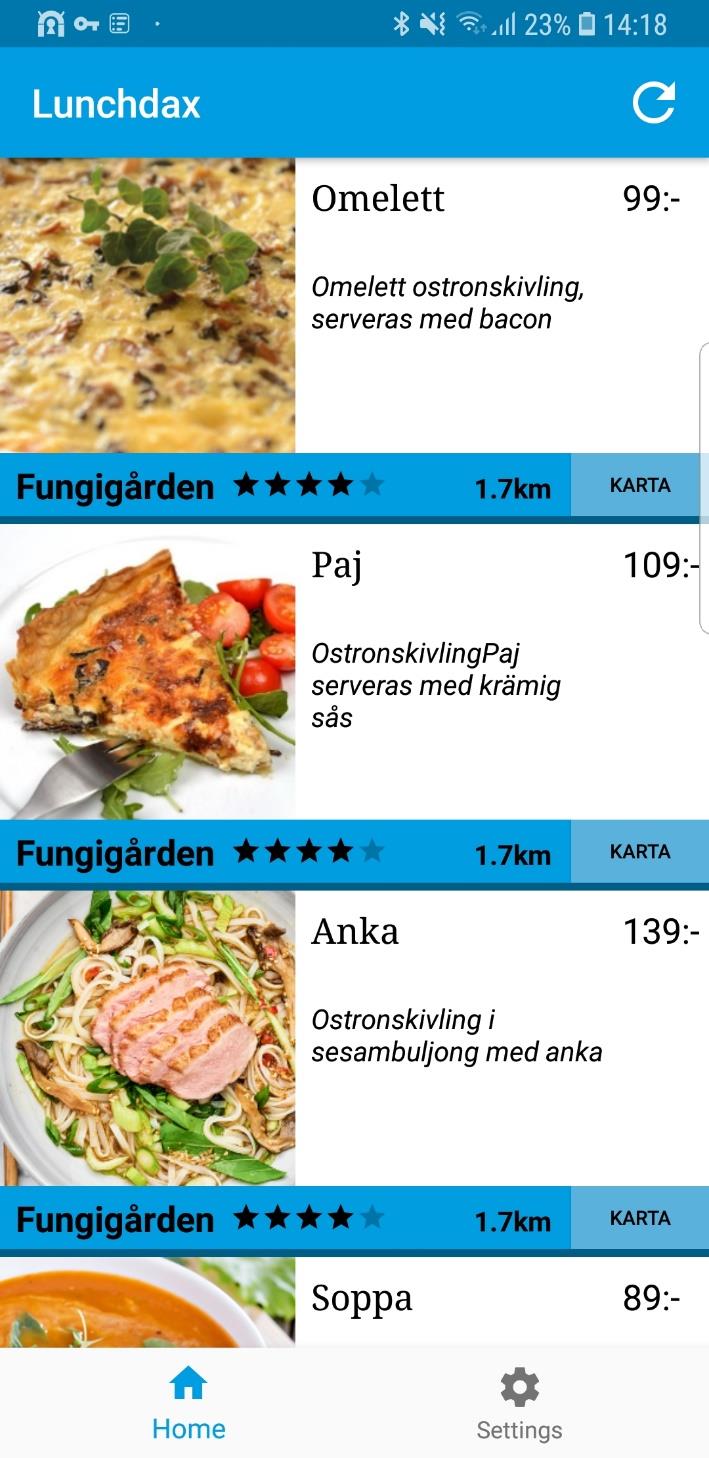 23% 14:18
Lunchdax
Omelett 99:-
Omelett ostronskivling,
serveras med bacon
Fungigården 1.7km KARTA
Paj 109:-
OstronskivlingPaj
serveras med krämig
sås
Fungigården 1.7km KARTA
Anka 139:-
Ostronskivling i
sesambuljong med anka
Fungigården 1.7km KARTA
Soppa 89:-
Home Settings